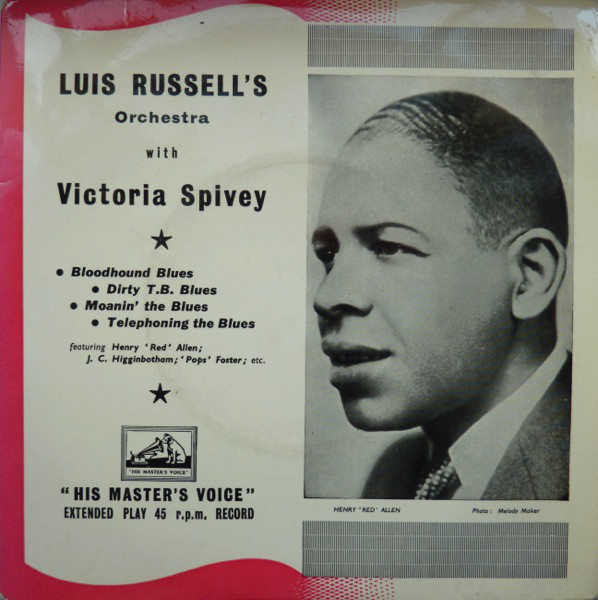 LUIS RUSSELL'S
Orchestra
with
Victoria Spivey
● Bloodhound Blues
● Dirty T.B. Blues
● Moanin' the Blues
● Telephoning the Blues
featuring Henry 'Red' Allen;
J. C. Higginbotham; 'Pops' Foster; etc.
"HIS MASTER'S VOICE"
"HIS MASTER'S VOICE"
EXTENDED PLAY 45 r.p.m. RECORD
HENRY 'RED' ALLEN
Photo: Melody Maker